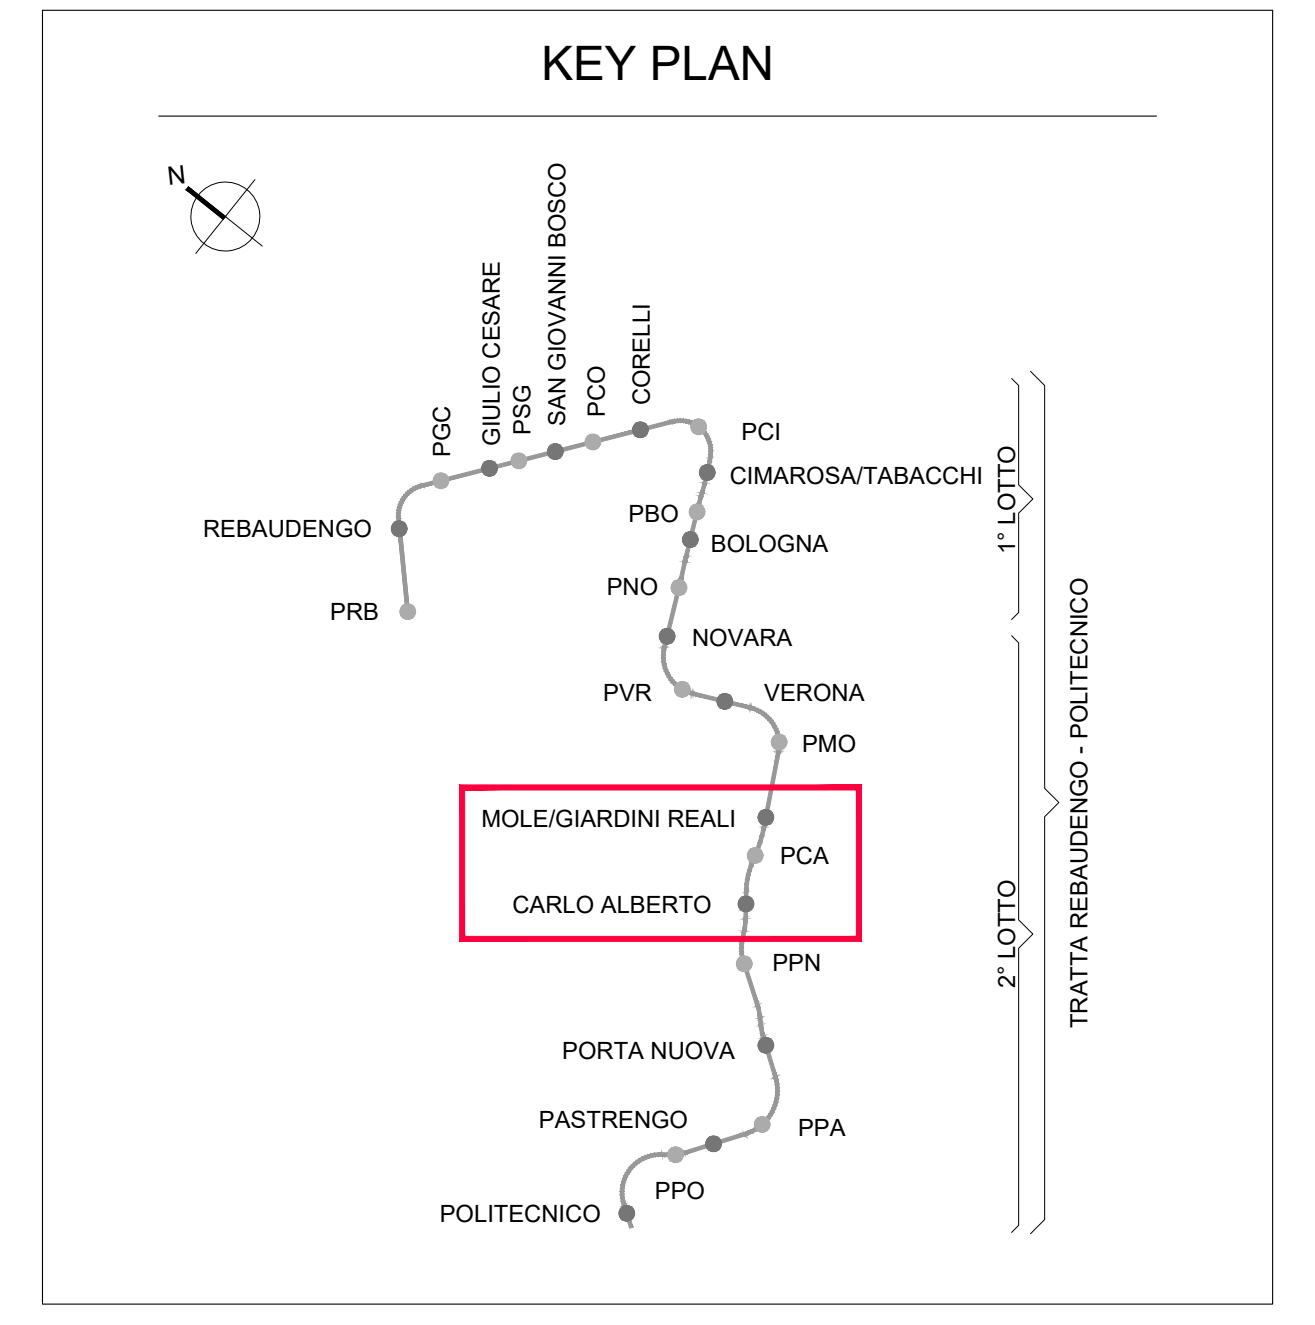 KEY PLAN
N
PGC
GIULIO CESARE
PSG
SAN GIOVANNI BOSCO
PCO
CORELLI
PCI
CIMAROSA/TABACCHI
PBO
BOLOGNA
REBAUDENGO
PRB
PNO
NOVARA
PVR
VERONA
PMO
MOLE/GIARDINI REALI
PCA
CARLO ALBERTO
PPN
PORTA NUOVA
PASTRENGO
PPA
PPO
POLITECNICO
1° LOTTO
2° LOTTO
TRATTA REBAUDENGO - POLITECNICO